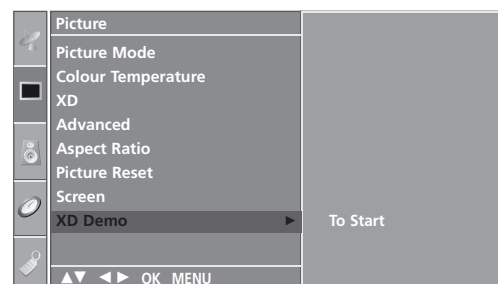 Picture
Picture Mode
Colour Temperature
XD
Advanced
Aspect Ratio
Picture Reset
Screen
XD Demo ▶ To Start
▲▼ ◀▶ OK MENU